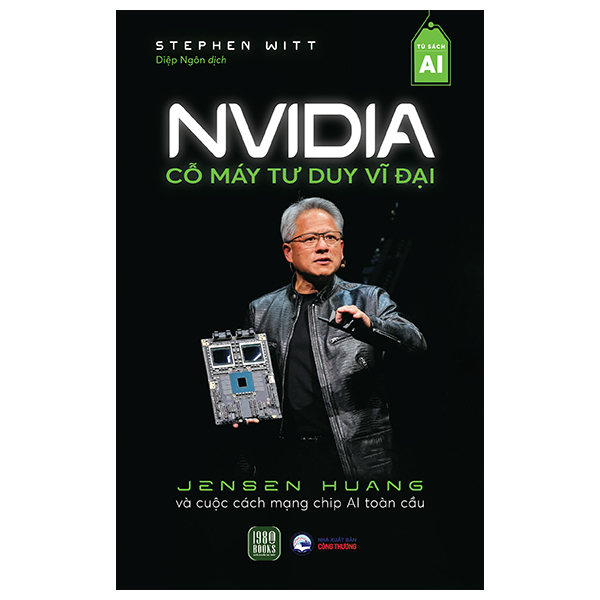 STEPHEN WITT
Diệp Ngôn dịch
TỦ SÁCH
AI
NVIDIA
CỖ MÁY TƯ DUY VĨ ĐẠI
JENSEN HUANG
và cuộc cách mạng chip AI toàn cầu
1980
BOOKS
NHÀ XUẤT BẢN
CÔNG THƯƠNG